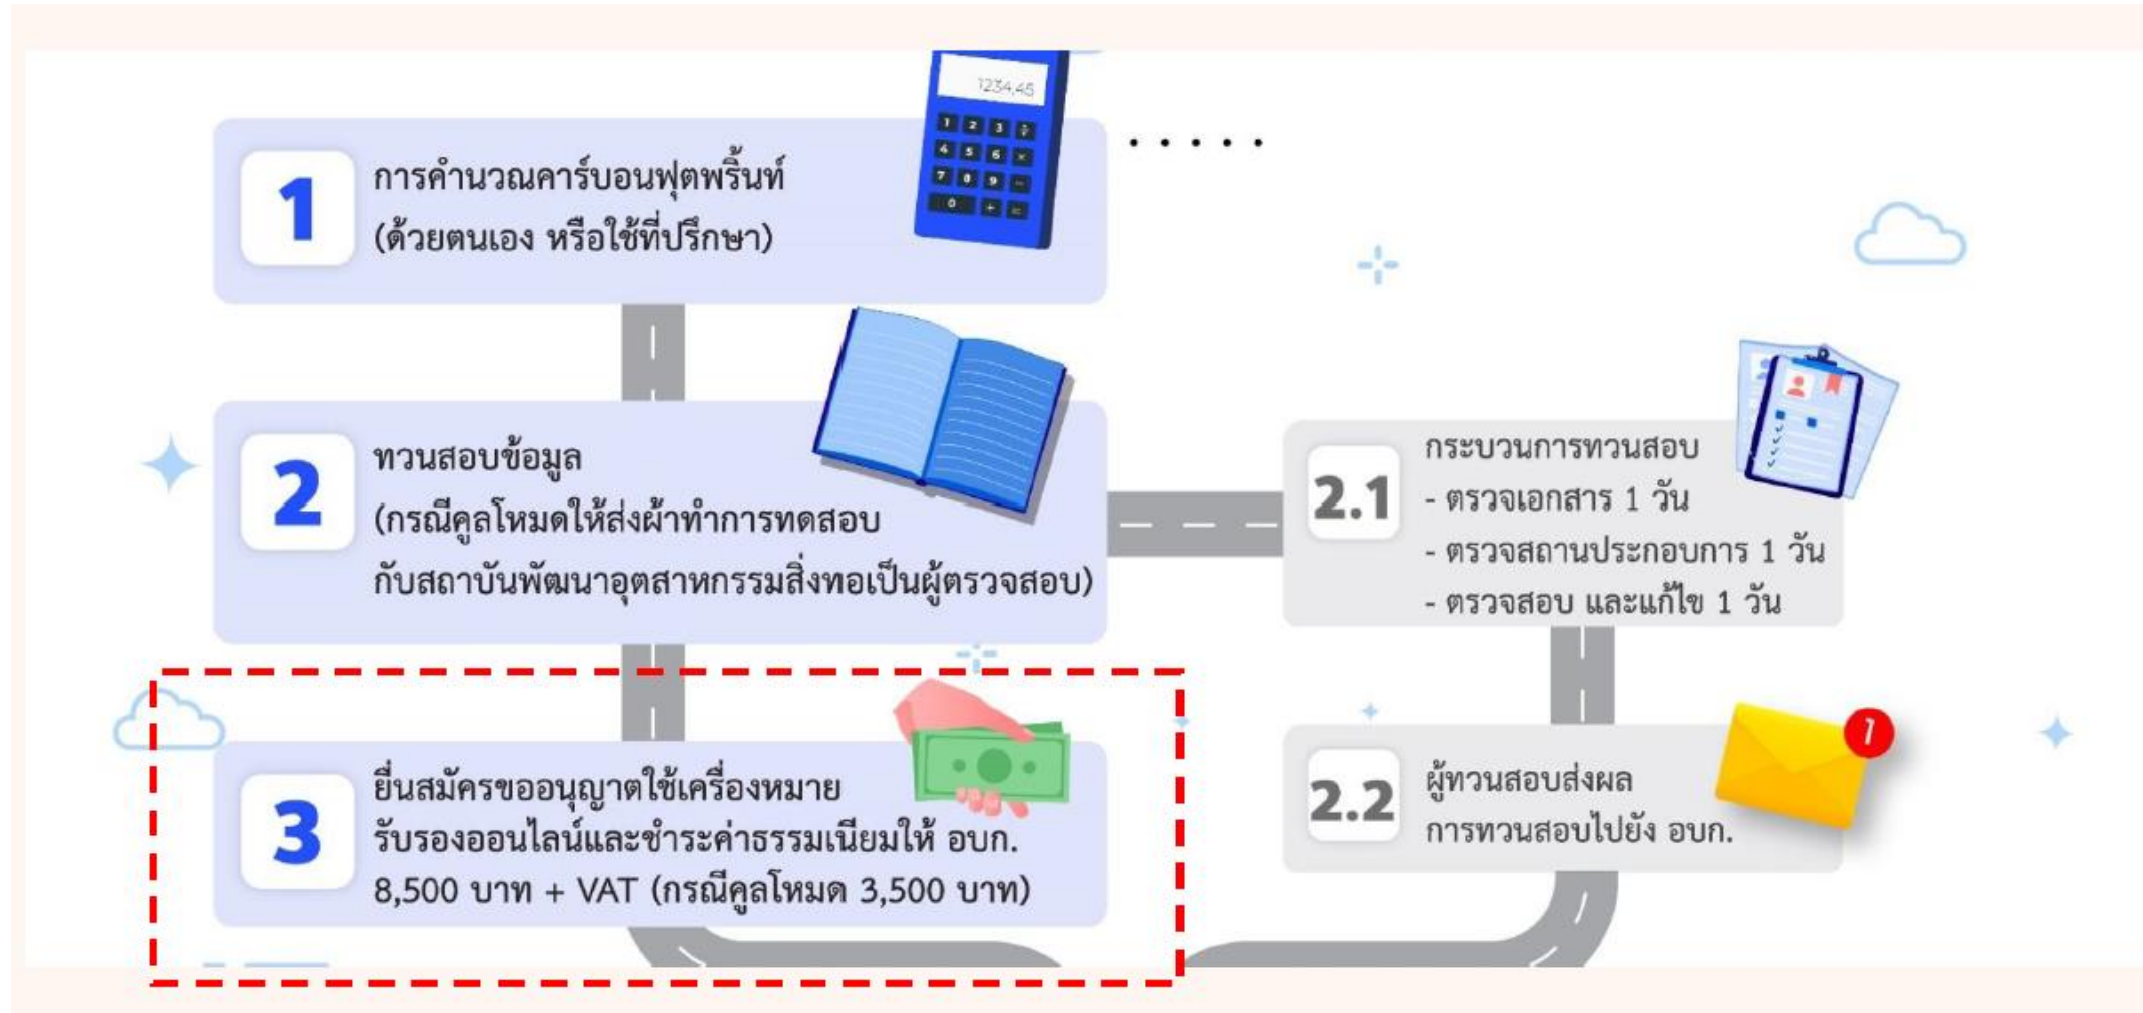 1234.45
1 2 3 ÷
4 5 6 ×
7 8 9 −
0 + =
. . . . .
1
การคำนวณคาร์บอนฟุตพริ้นท์
(ด้วยตนเอง หรือใช้ที่ปรึกษา)
2
ทวนสอบข้อมูล
(กรณีคูลโหมดให้ส่งผ้าทำการทดสอบ
กับสถาบันพัฒนาอุตสาหกรรมสิ่งทอเป็นผู้ตรวจสอบ)
2.1
กระบวนการทวนสอบ
- ตรวจเอกสาร 1 วัน
- ตรวจสถานประกอบการ 1 วัน
- ตรวจสอบ และแก้ไข 1 วัน
2.2
ผู้ทวนสอบส่งผล
การทวนสอบไปยัง อบก.
1
3
ยื่นสมัครขออนุญาตใช้เครื่องหมาย
รับรองออนไลน์และชำระค่าธรรมเนียมให้ อบก.
8,500 บาท + VAT (กรณีคูลโหมด 3,500 บาท)